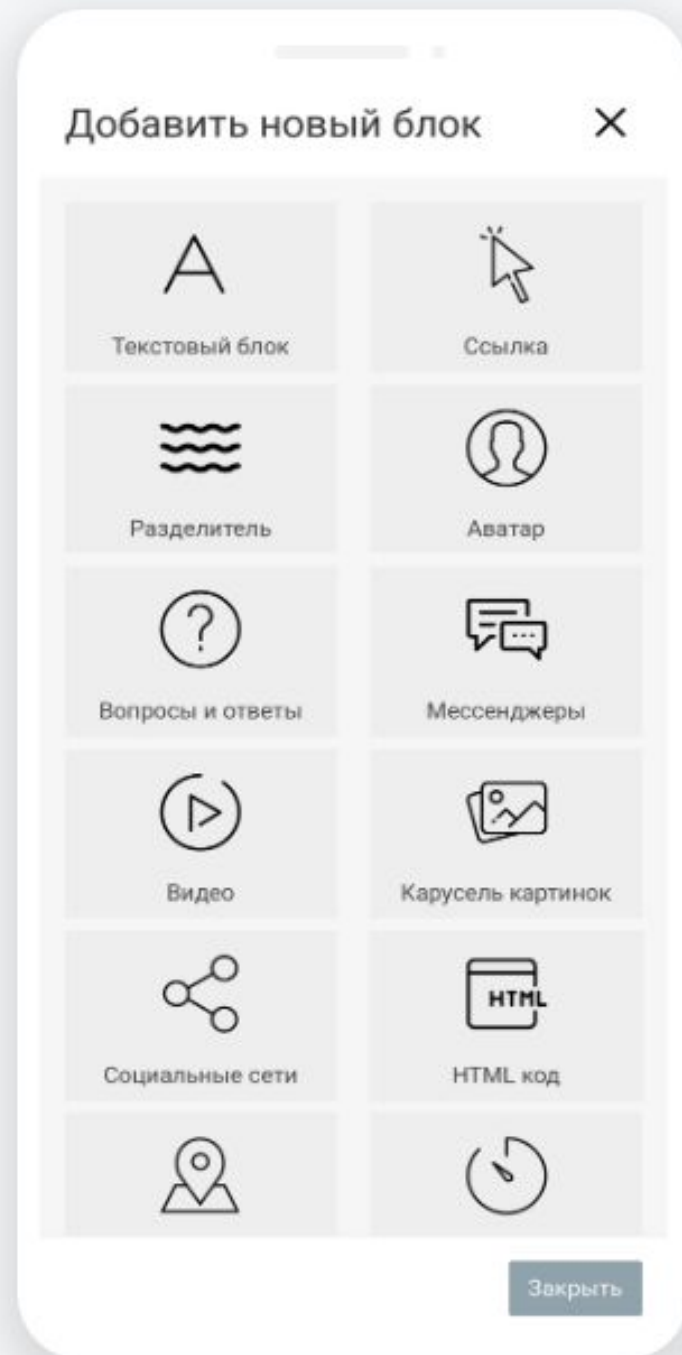 Добавить новый блок
Текстовый блок
Ссылка
Разделитель
Аватар
Вопросы и ответы
Мессенджеры
Видео
Карусель картинок
Социальные сети
HTML
HTML код
Закрыть